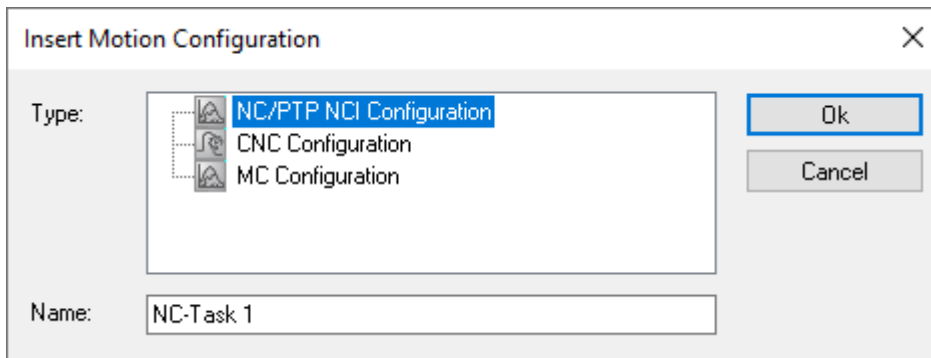 Insert Motion Configuration
Type:
NC/PTP NCI Configuration
CNC Configuration
MC Configuration
Ok
Cancel
Name:
NC-Task 1